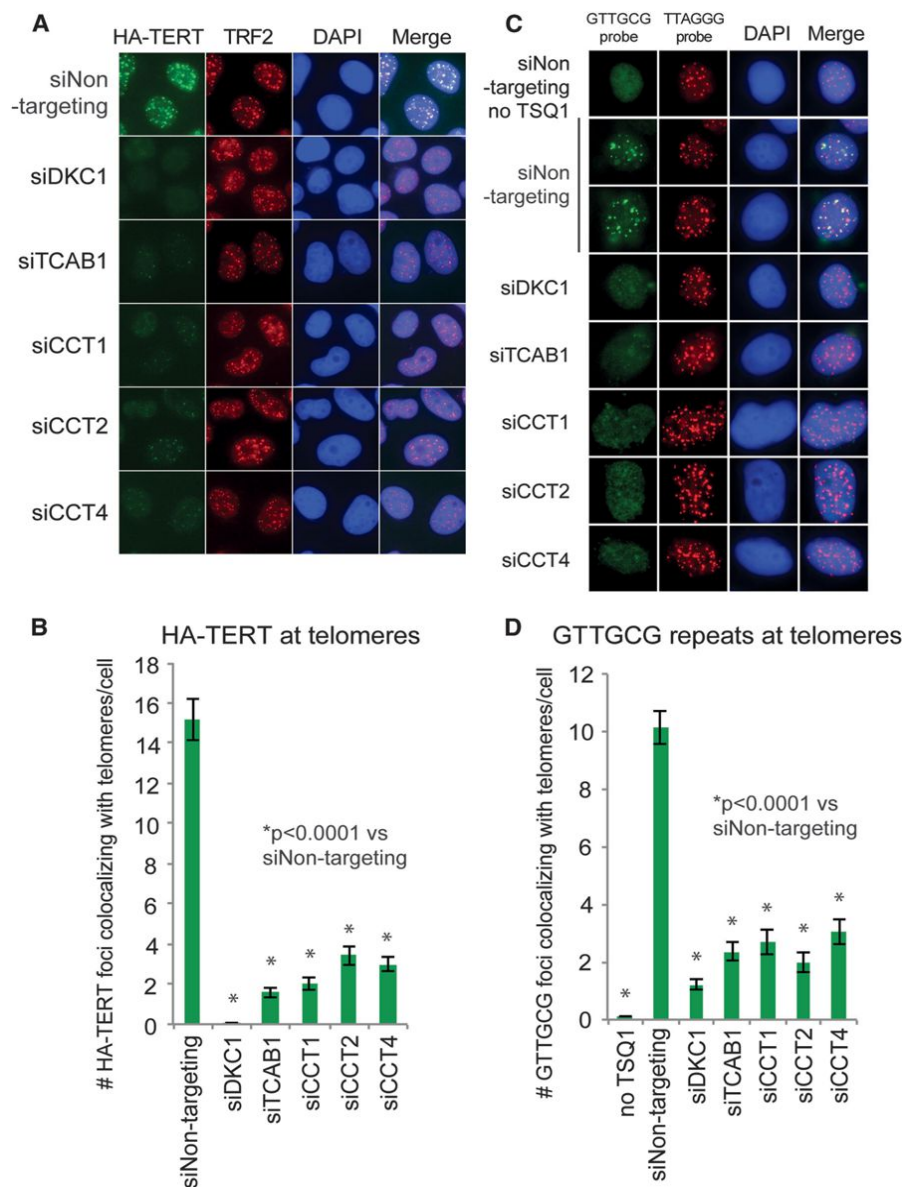 A
HA-TERT TRF2 DAPI Merge
siNon
-targeting
siDKC1
siTCAB1
siCCT1
siCCT2
siCCT4
C
GTTGCG
probe
TTAGGG
probe
DAPI Merge
siNon
-targeting
no TSQ1
siNon
-targeting
siDKC1
siTCAB1
siCCT1
siCCT2
siCCT4
B
HA-TERT at telomeres
# HA-TERT foci colocalizing with telomeres/cell
18
16
14
12
10
8
6
4
2
0
*p<0.0001 vs
siNon-targeting
*
*
*
*
*
siNon-targeting
siDKC1
siTCAB1
siCCT1
siCCT2
siCCT4
D
GTTGCG repeats at telomeres
# GTTGCG foci colocalizing with telomeres/cell
12
10
8
6
4
2
0
*p<0.0001 vs
siNon-targeting
*
*
*
*
*
*
no TSQ1
siNon-targeting
siDKC1
siTCAB1
siCCT1
siCCT2
siCCT4